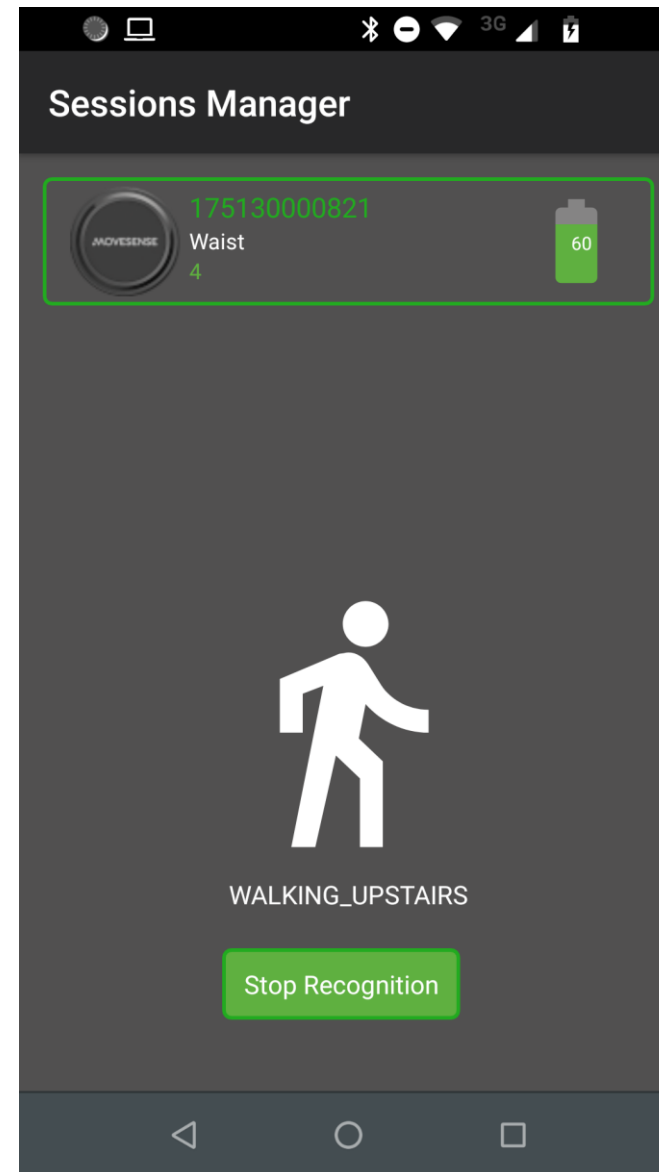 3G
Sessions Manager
MOVESENSE
175130000821
Waist
4
60
WALKING_UPSTAIRS
Stop Recognition